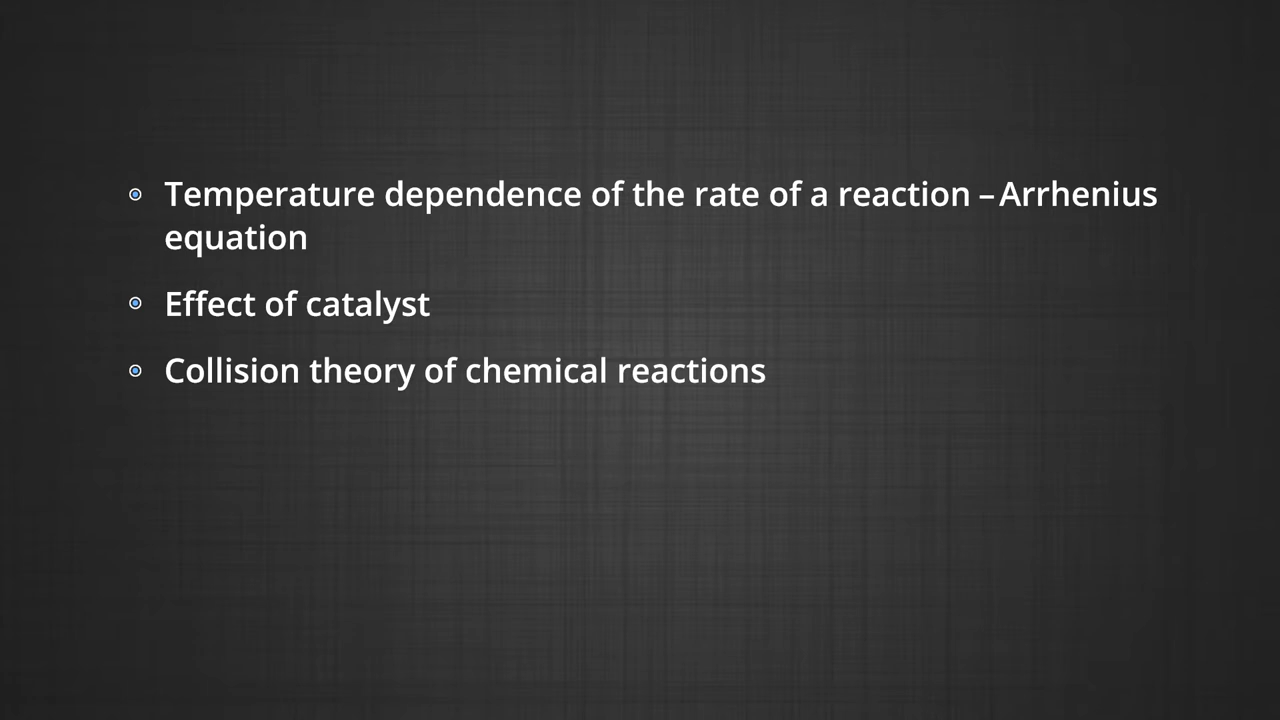 Temperature dependence of the rate of a reaction – Arrhenius
equation
Effect of catalyst
Collision theory of chemical reactions